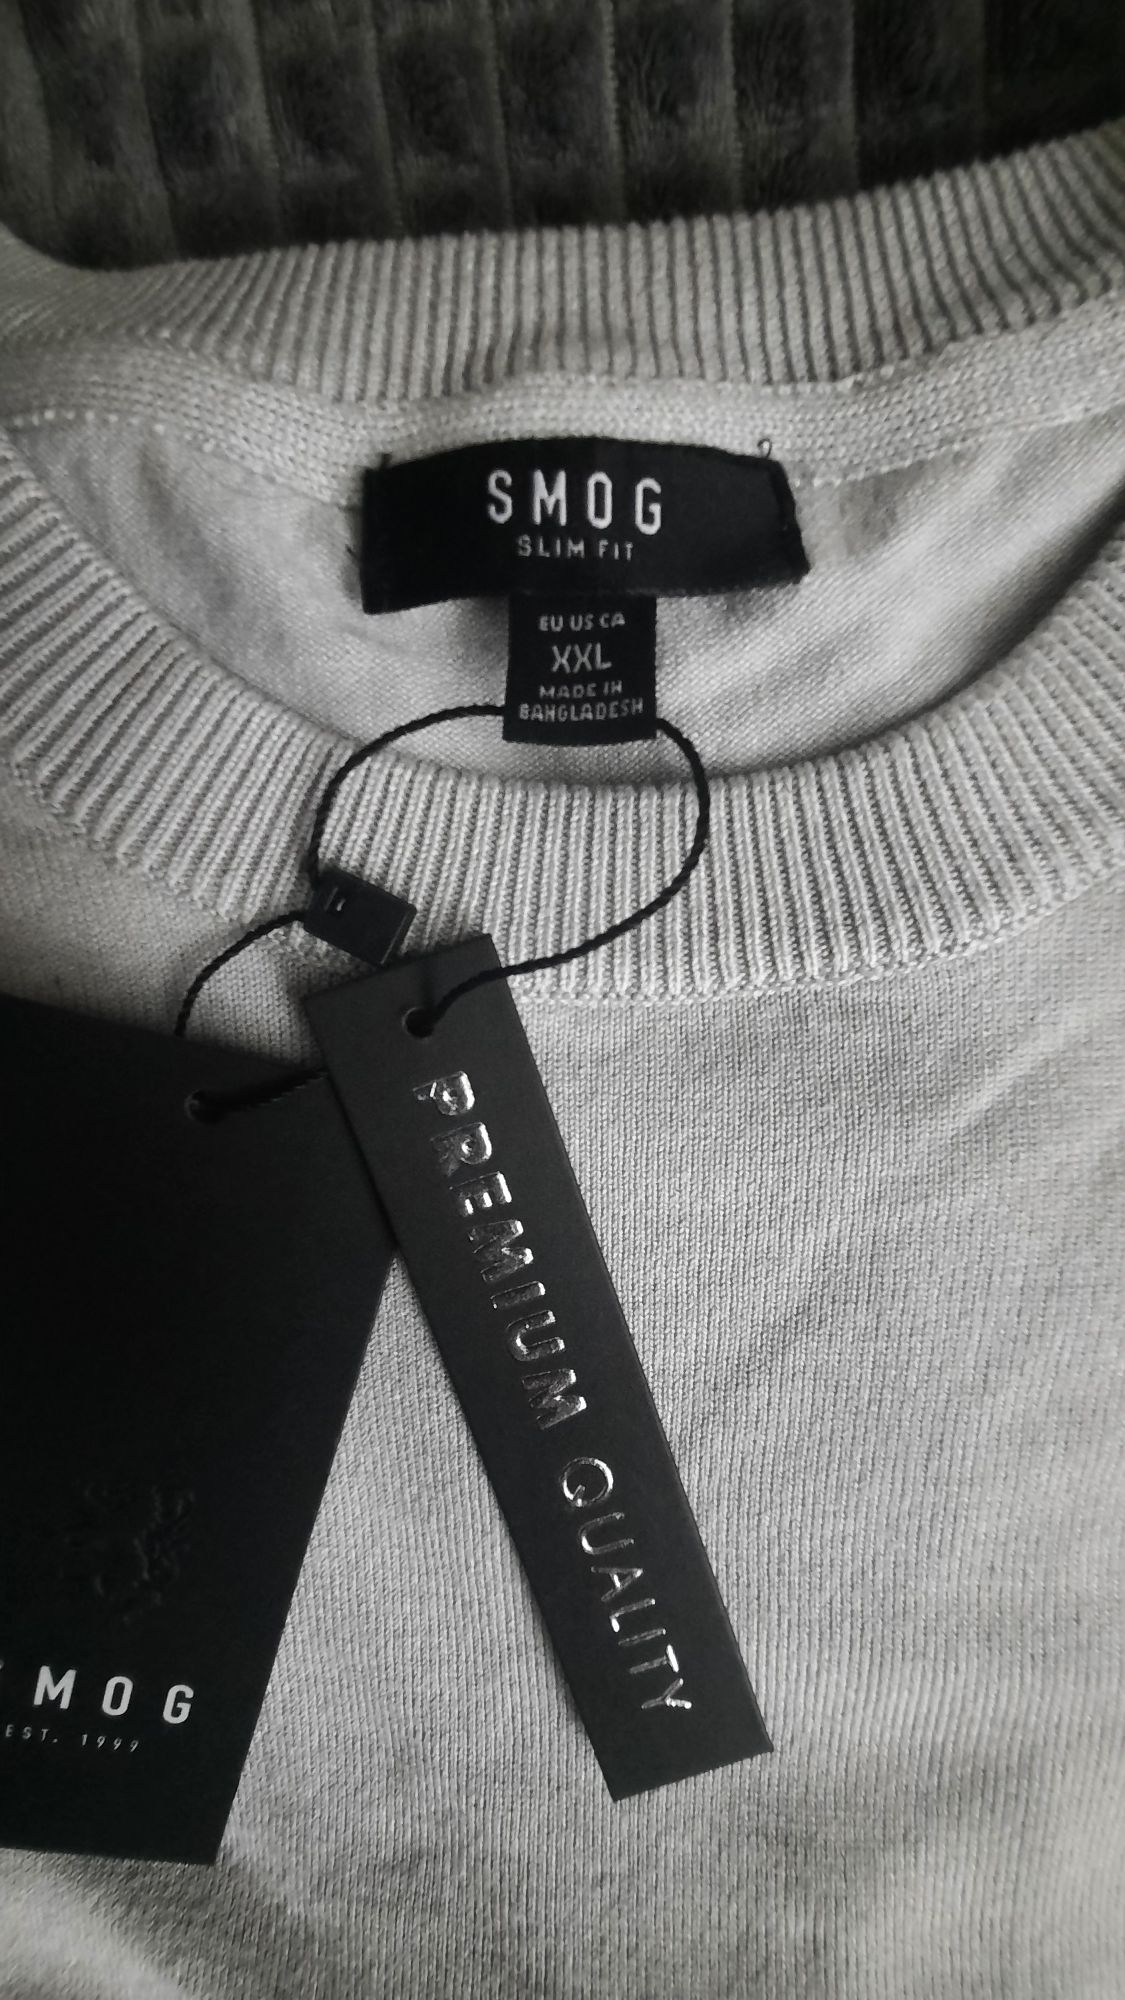 SMOG
SLIM FIT
EU US CA
XXL
MADE IN
BANGLADESH
PREMIUM QUALITY
MOG
EST. 1999